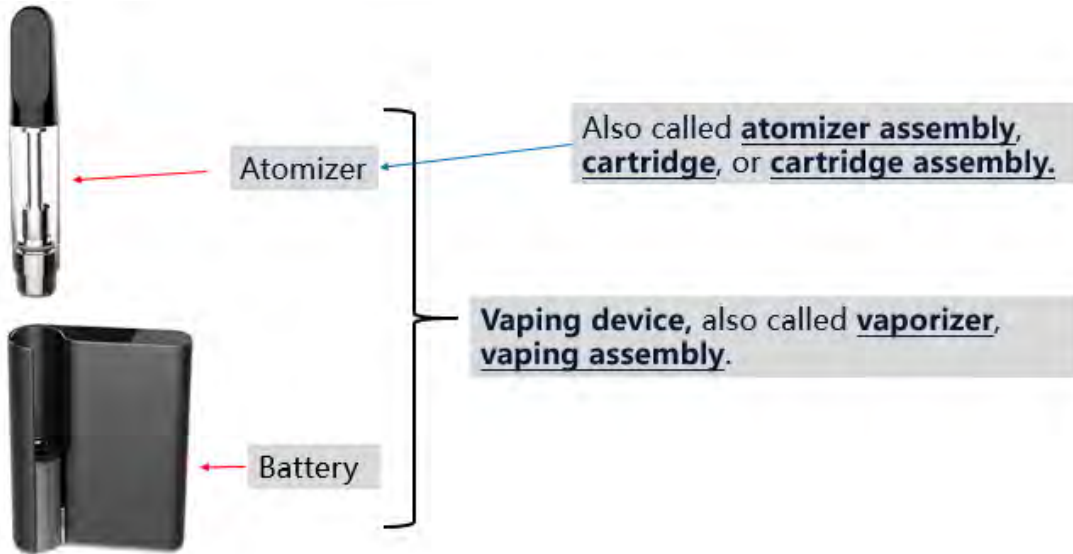 Atomizer
Also called atomizer assembly,
cartridge, or cartridge assembly.
Vaping device, also called vaporizer,
vaping assembly.
Battery